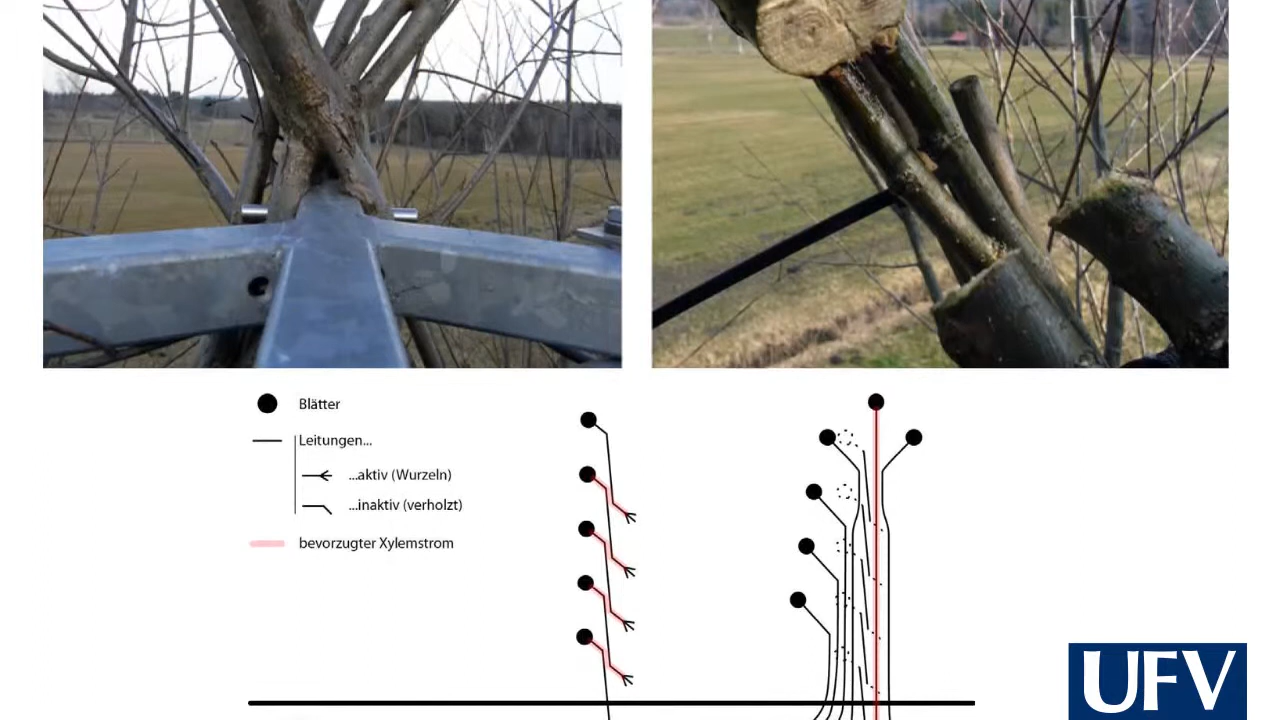 Blätter
Leitungen...
...aktiv (Wurzeln)
...inaktiv (verholzt)
bevorzugter Xylemstrom
UFV